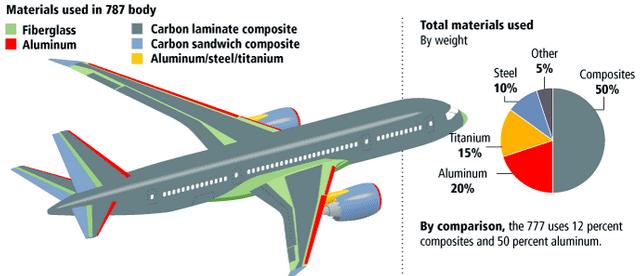 Materials used in 787 body
Fiberglass
Aluminum
Carbon laminate composite
Carbon sandwich composite
Aluminum/steel/titanium
Total materials used
By weight
Other
5%
Steel
10%
Composites
50%
Titanium
15%
Aluminum
20%
By comparison, the 777 uses 12 percent
composites and 50 percent aluminum.